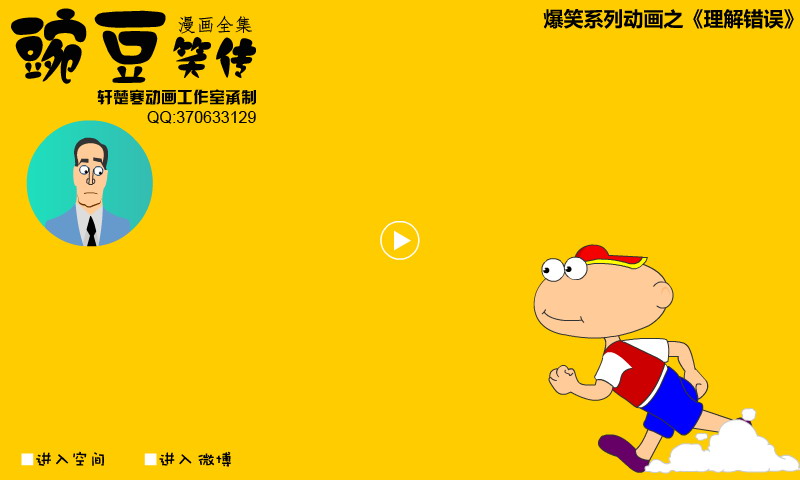 豌豆笑传
漫画全集
轩楚寒动画工作室承制
QQ:370633129
爆笑系列动画之《理解错误》
进入空间
进入微博